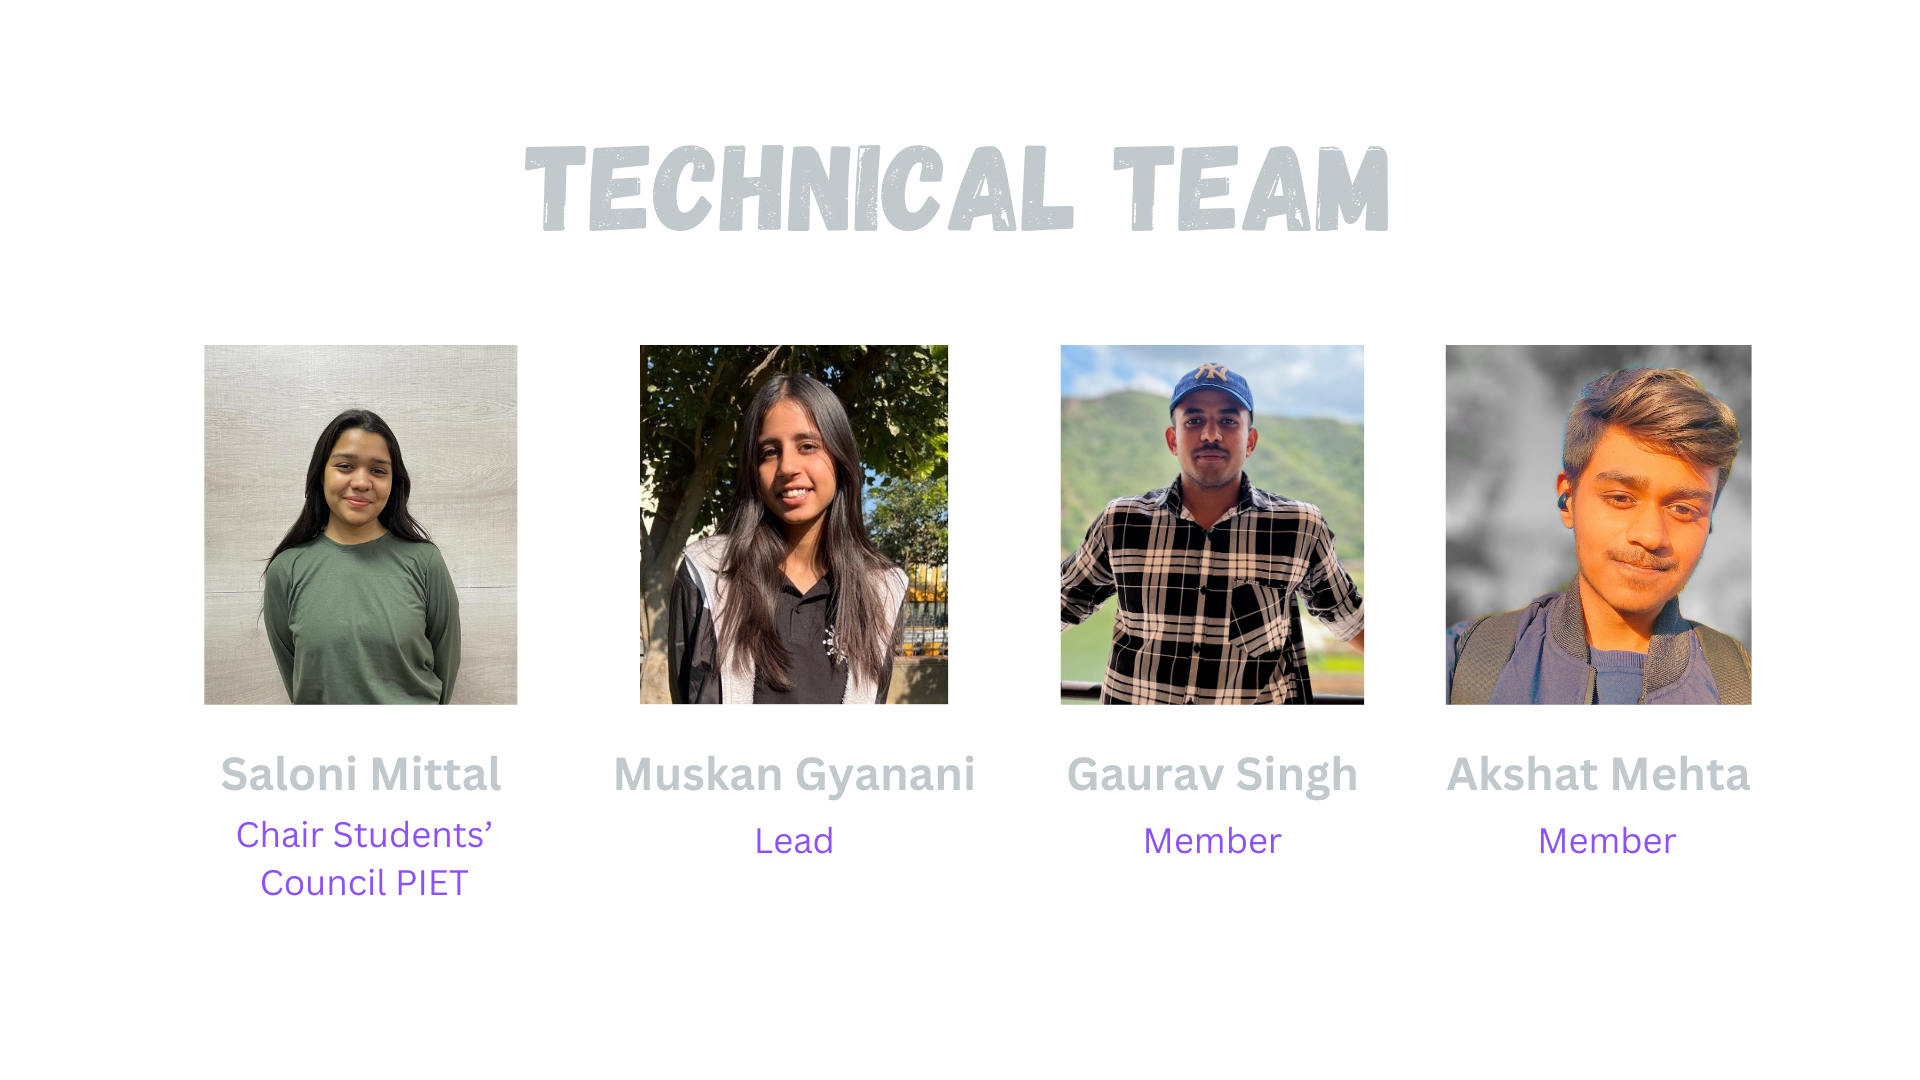 TECHNICAL TEAM
Saloni Mittal
Chair Students’
Council PIET
Muskan Gyanani
Lead
Gaurav Singh
Member
Akshat Mehta
Member